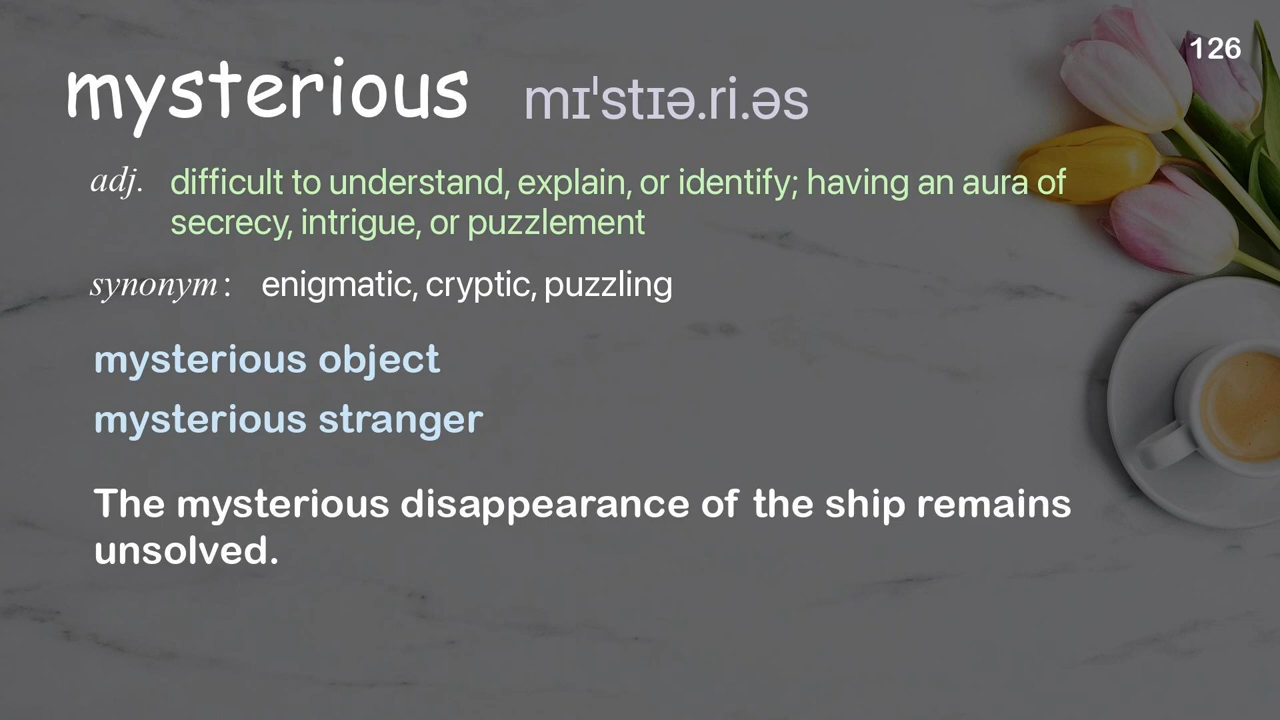 126
mysterious mɪˈstɪə.ri.əs
adj. difficult to understand, explain, or identify; having an aura of
secrecy, intrigue, or puzzlement
synonym: enigmatic, cryptic, puzzling
mysterious object
mysterious stranger
The mysterious disappearance of the ship remains
unsolved.